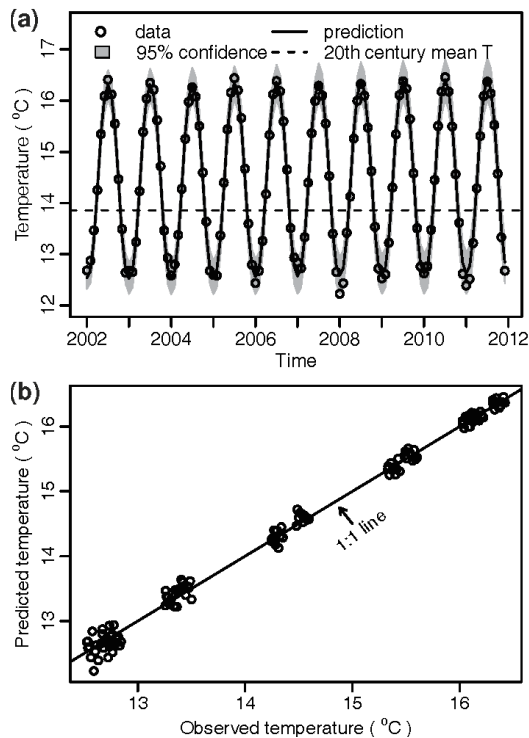 (a)
data
prediction
95% confidence
20th century mean T
Temperature ( °C)
17
16
15
14
13
12
2002
2004
2006
2008
2010
2012
Time
(b)
Predicted temperature ( °C)
16
15
14
13
1:1 line
13
14
15
16
Observed temperature ( °C)